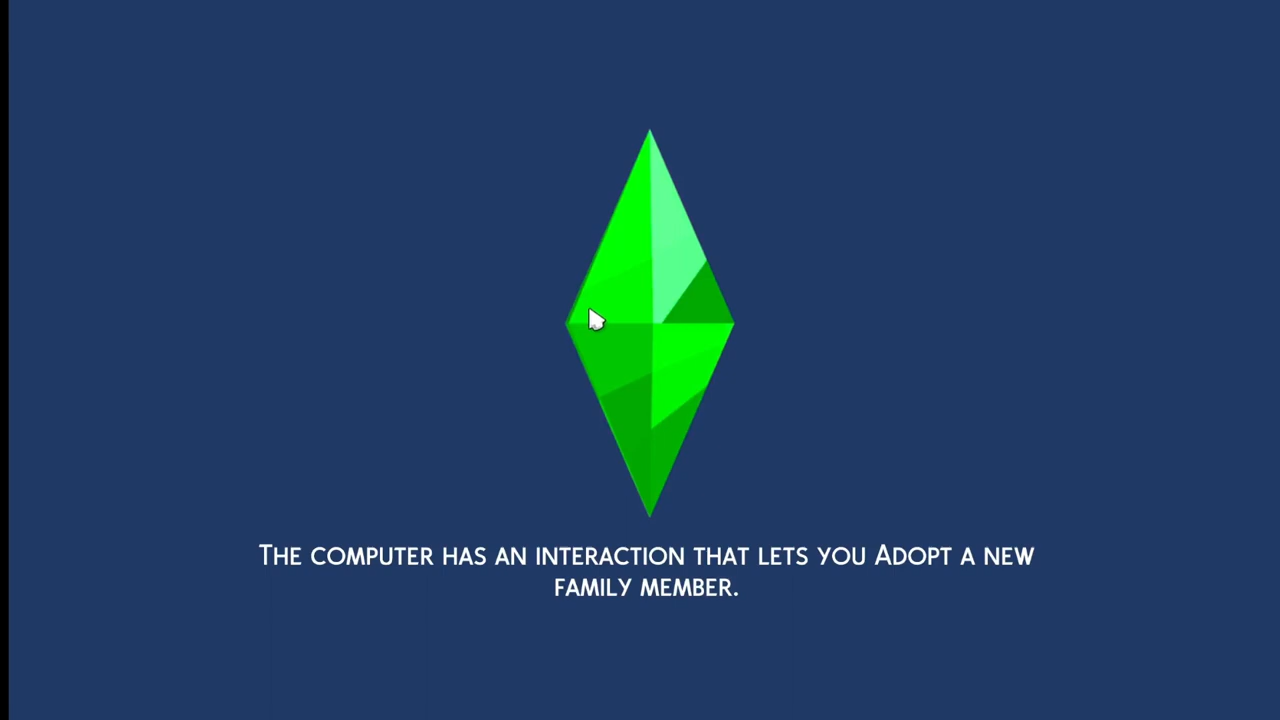 The computer has an interaction that lets you Adopt a new
family member.